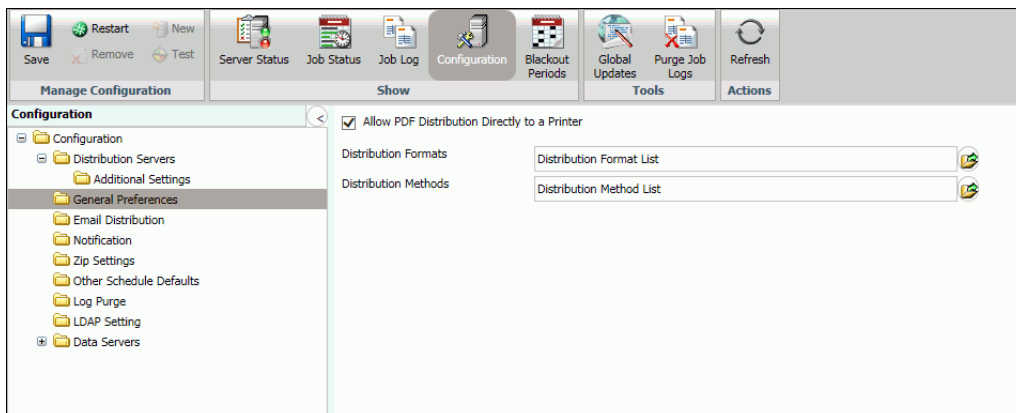 Save
Restart
New
Remove
Test
Manage Configuration
Server Status
Job Status
Job Log
Configuration
Blackout
Periods
Show
Global
Updates
Purge Job
Logs
Tools
Refresh
Actions
Configuration
<
Configuration
Distribution Servers
Additional Settings
General Preferences
Email Distribution
Notification
Zip Settings
Other Schedule Defaults
Log Purge
LDAP Setting
Data Servers
Allow PDF Distribution Directly to a Printer
Distribution Formats
Distribution Format List
Distribution Methods
Distribution Method List